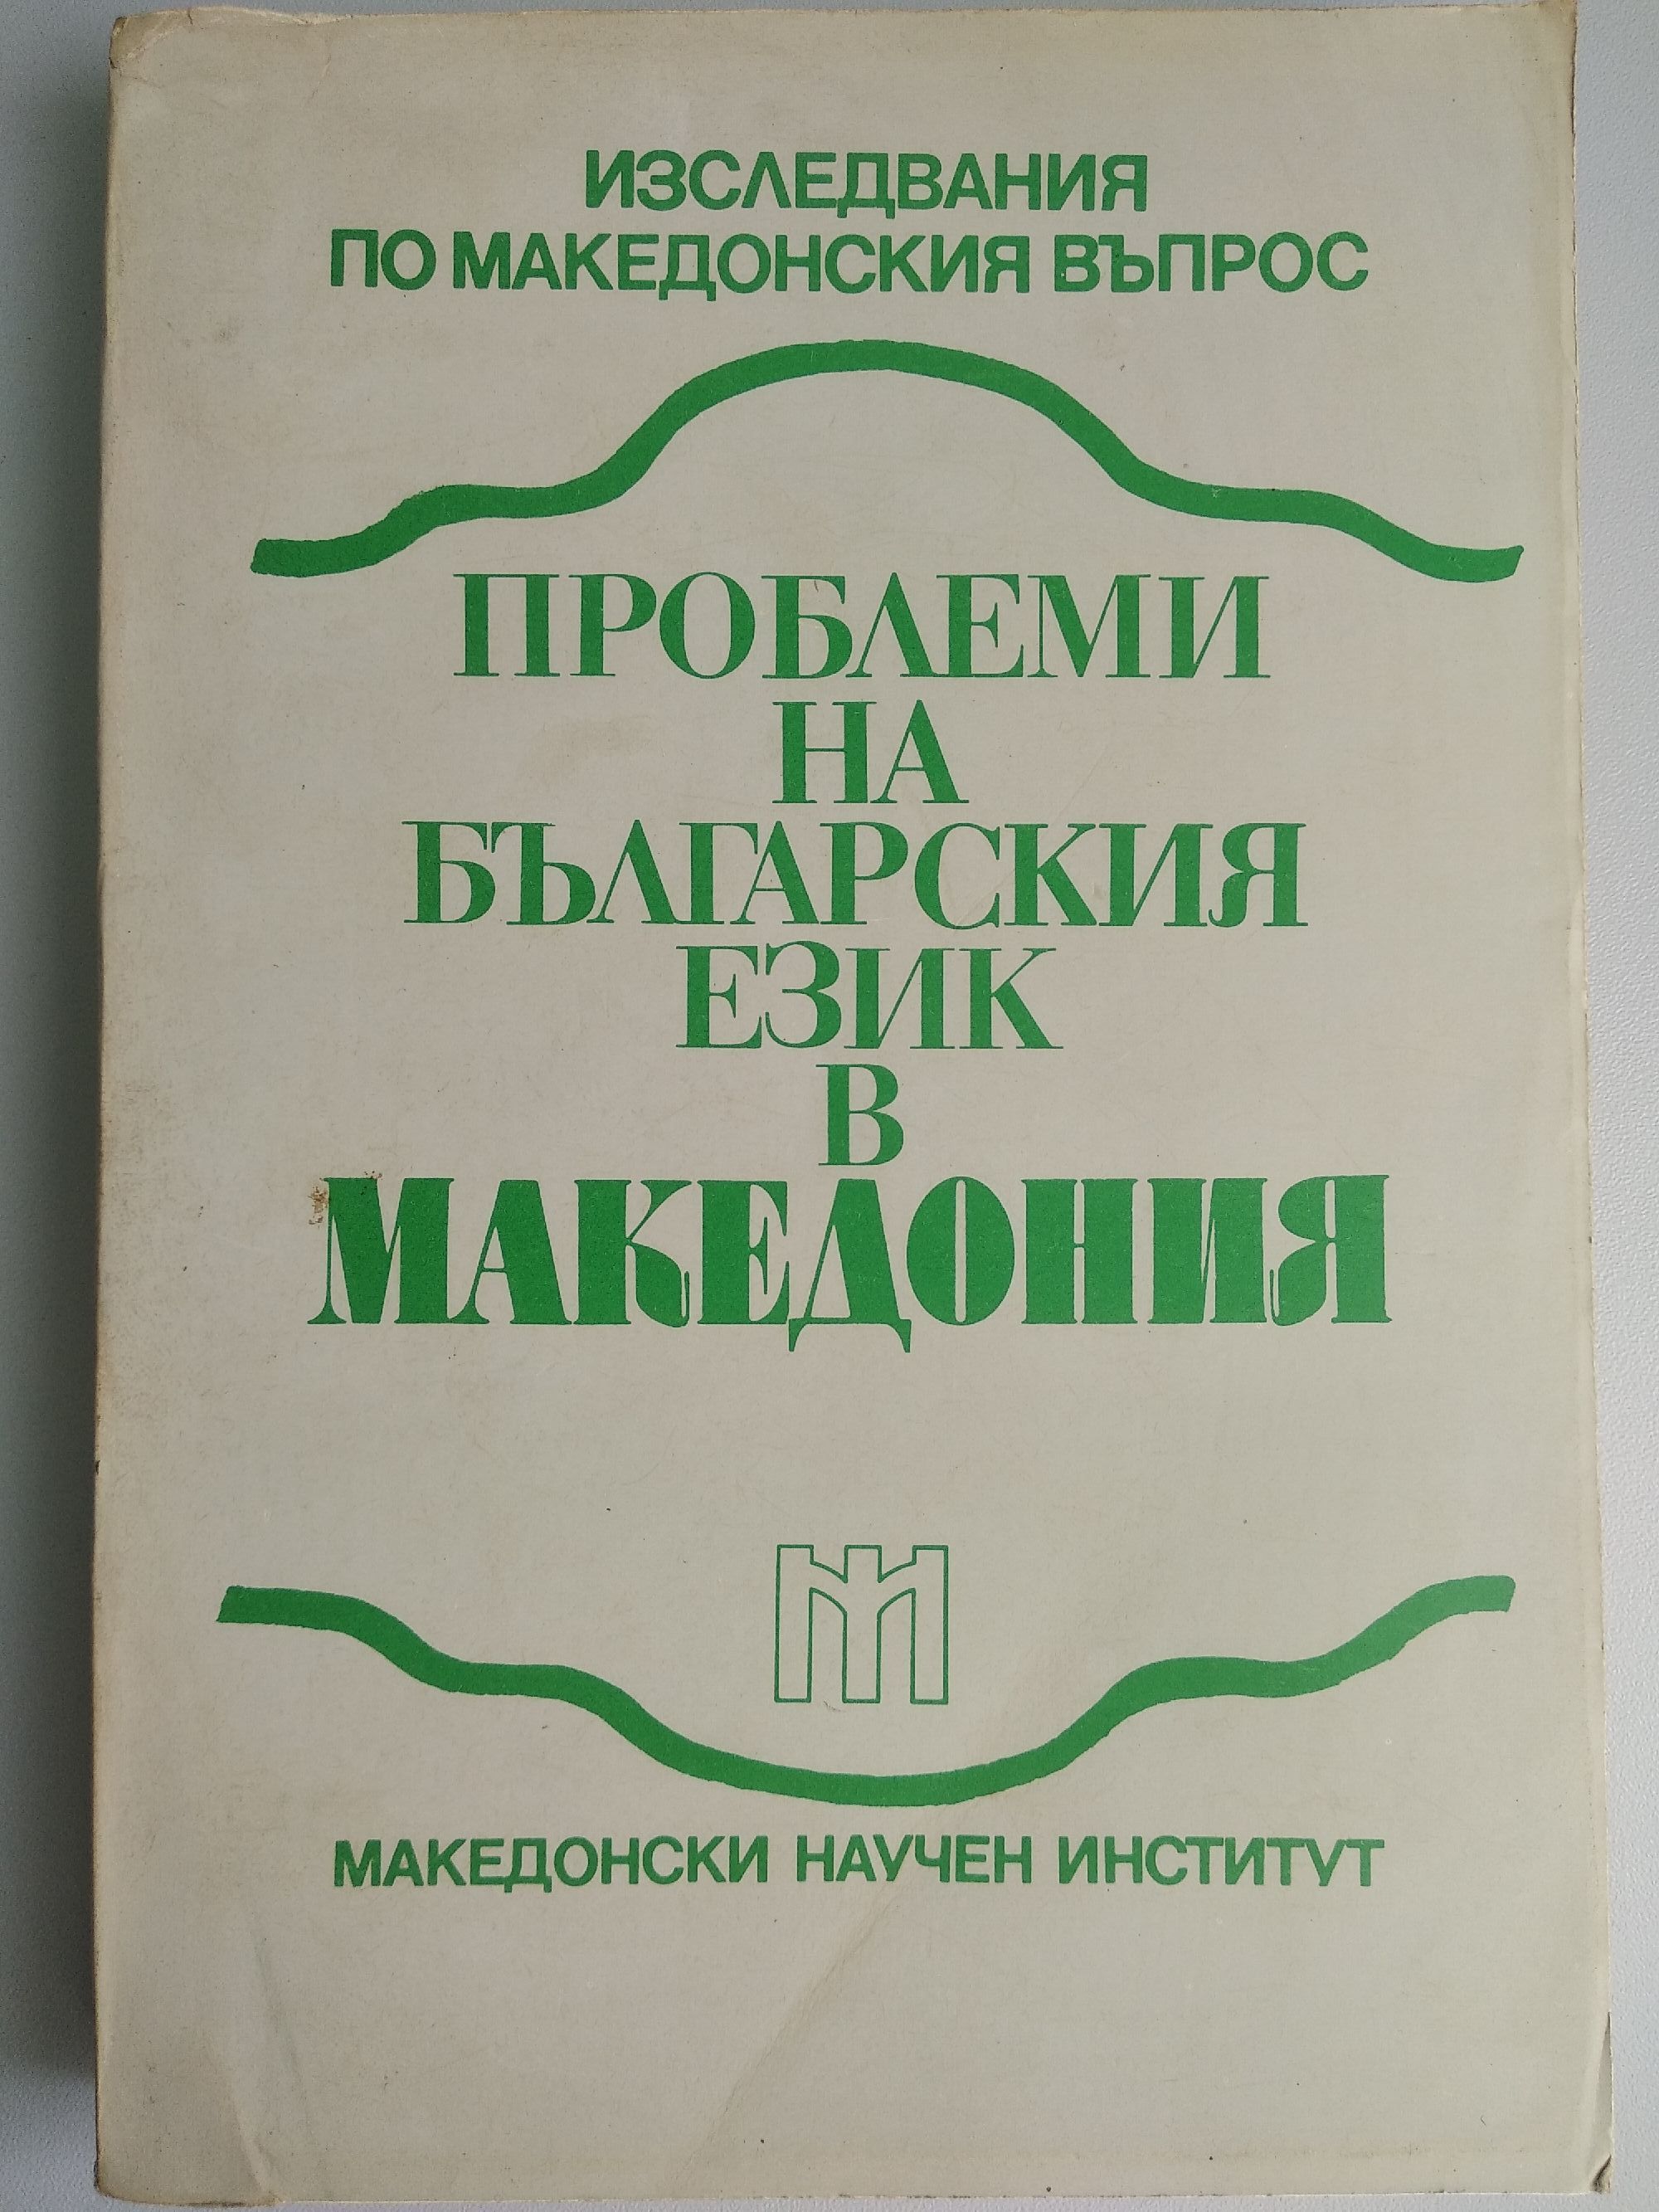 ИЗСЛЕДВАНИЯ
ПО МАКЕДОНСКИЯ ВЪПРОС
ПРОБЛЕМИ
НА
БЪЛГАРСКИЯ
ЕЗИК
В
МАКЕДОНИЯ
МАКЕДОНСКИ НАУЧЕН ИНСТИТУТ